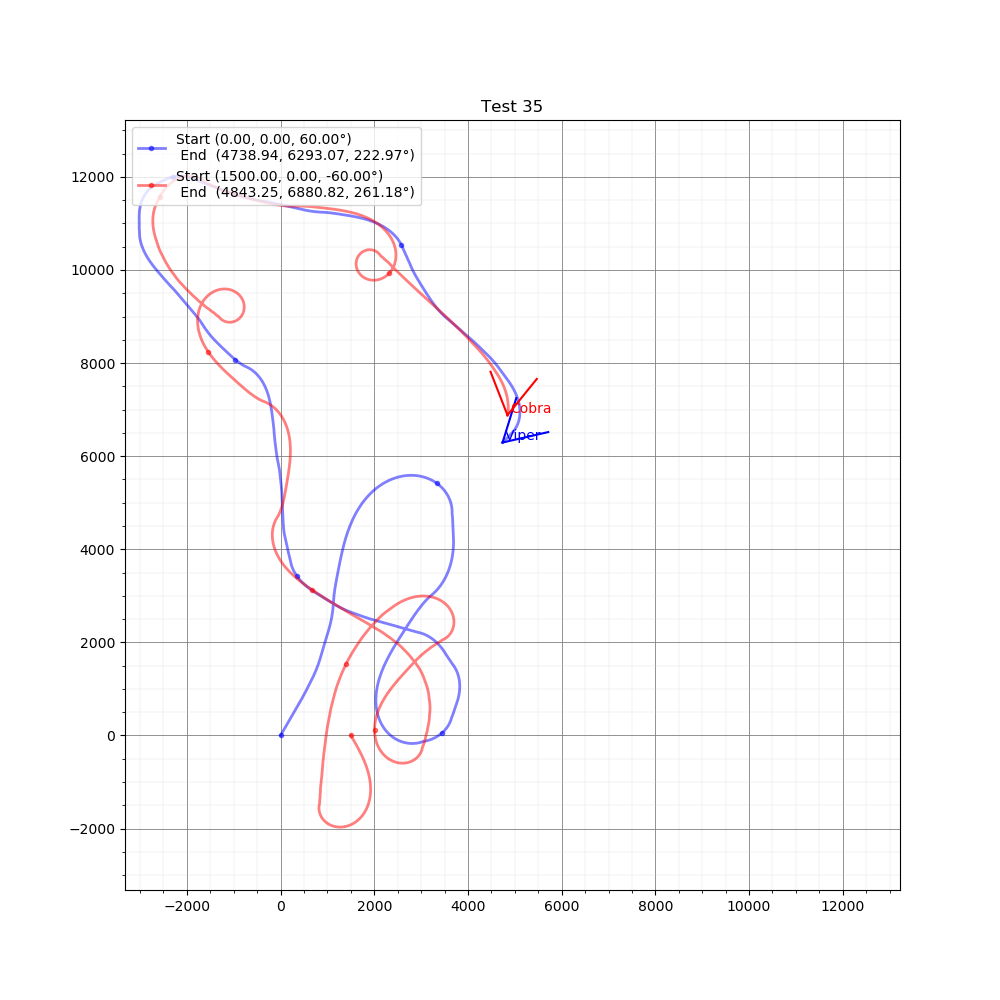 Test 35
Start (0.00, 0.00, 60.00°)
End (4738.94, 6293.07, 222.97°)
Start (1500.00, 0.00, -60.00°)
End (4843.25, 6880.82, 261.18°)
12000
10000
8000
Cobra
Viper
6000
4000
2000
0
−2000
−2000 0 2000 4000 6000 8000 10000 12000